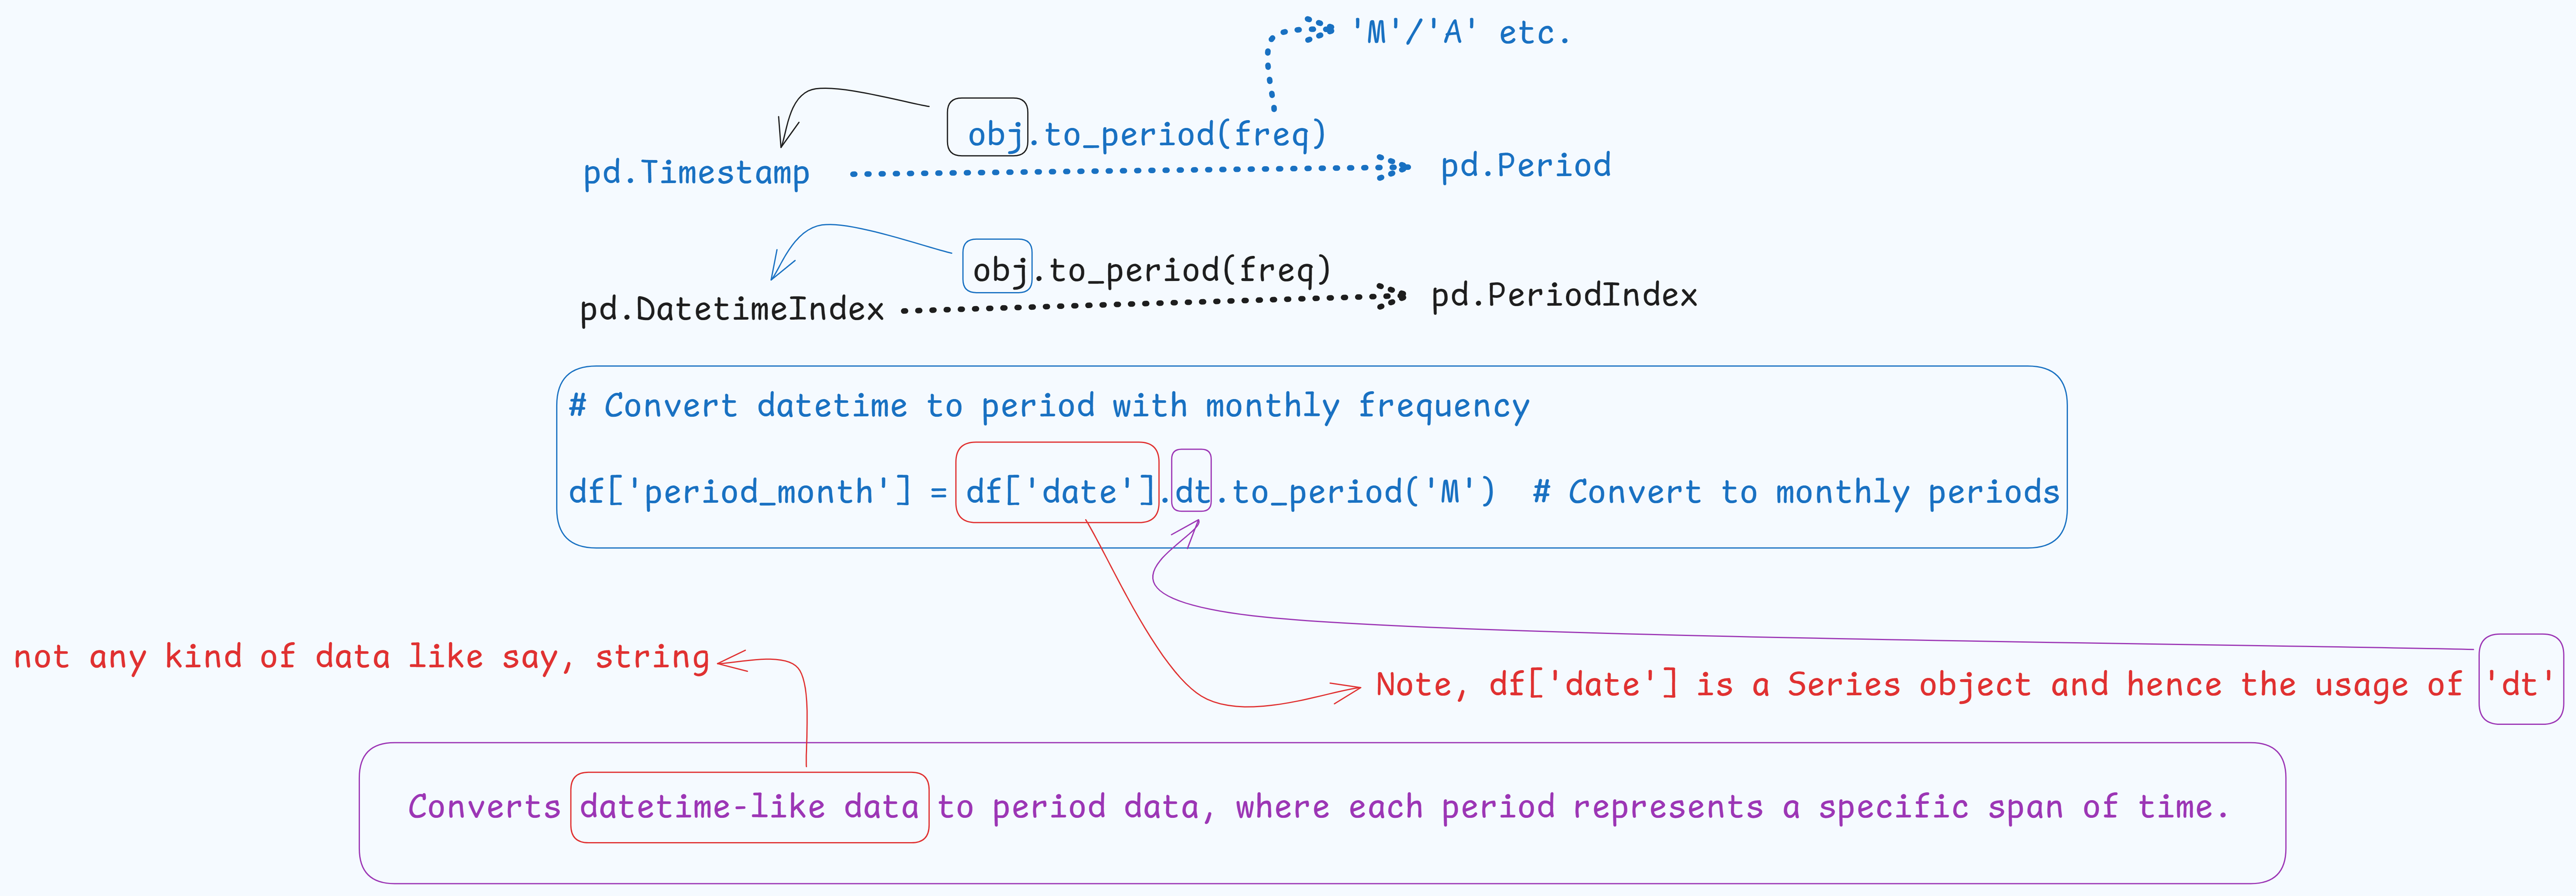 'M'/'A' etc.
obj.to_period(freq)
pd.Timestamp
pd.Period
obj.to_period(freq)
pd.DatetimeIndex
pd.PeriodIndex
# Convert datetime to period with monthly frequency
df['period_month'] = df['date'].dt.to_period('M')  # Convert to monthly periods
not any kind of data like say, string
Note, df['date'] is a Series object and hence the usage of 'dt'
Converts datetime-like data to period data, where each period represents a specific span of time.